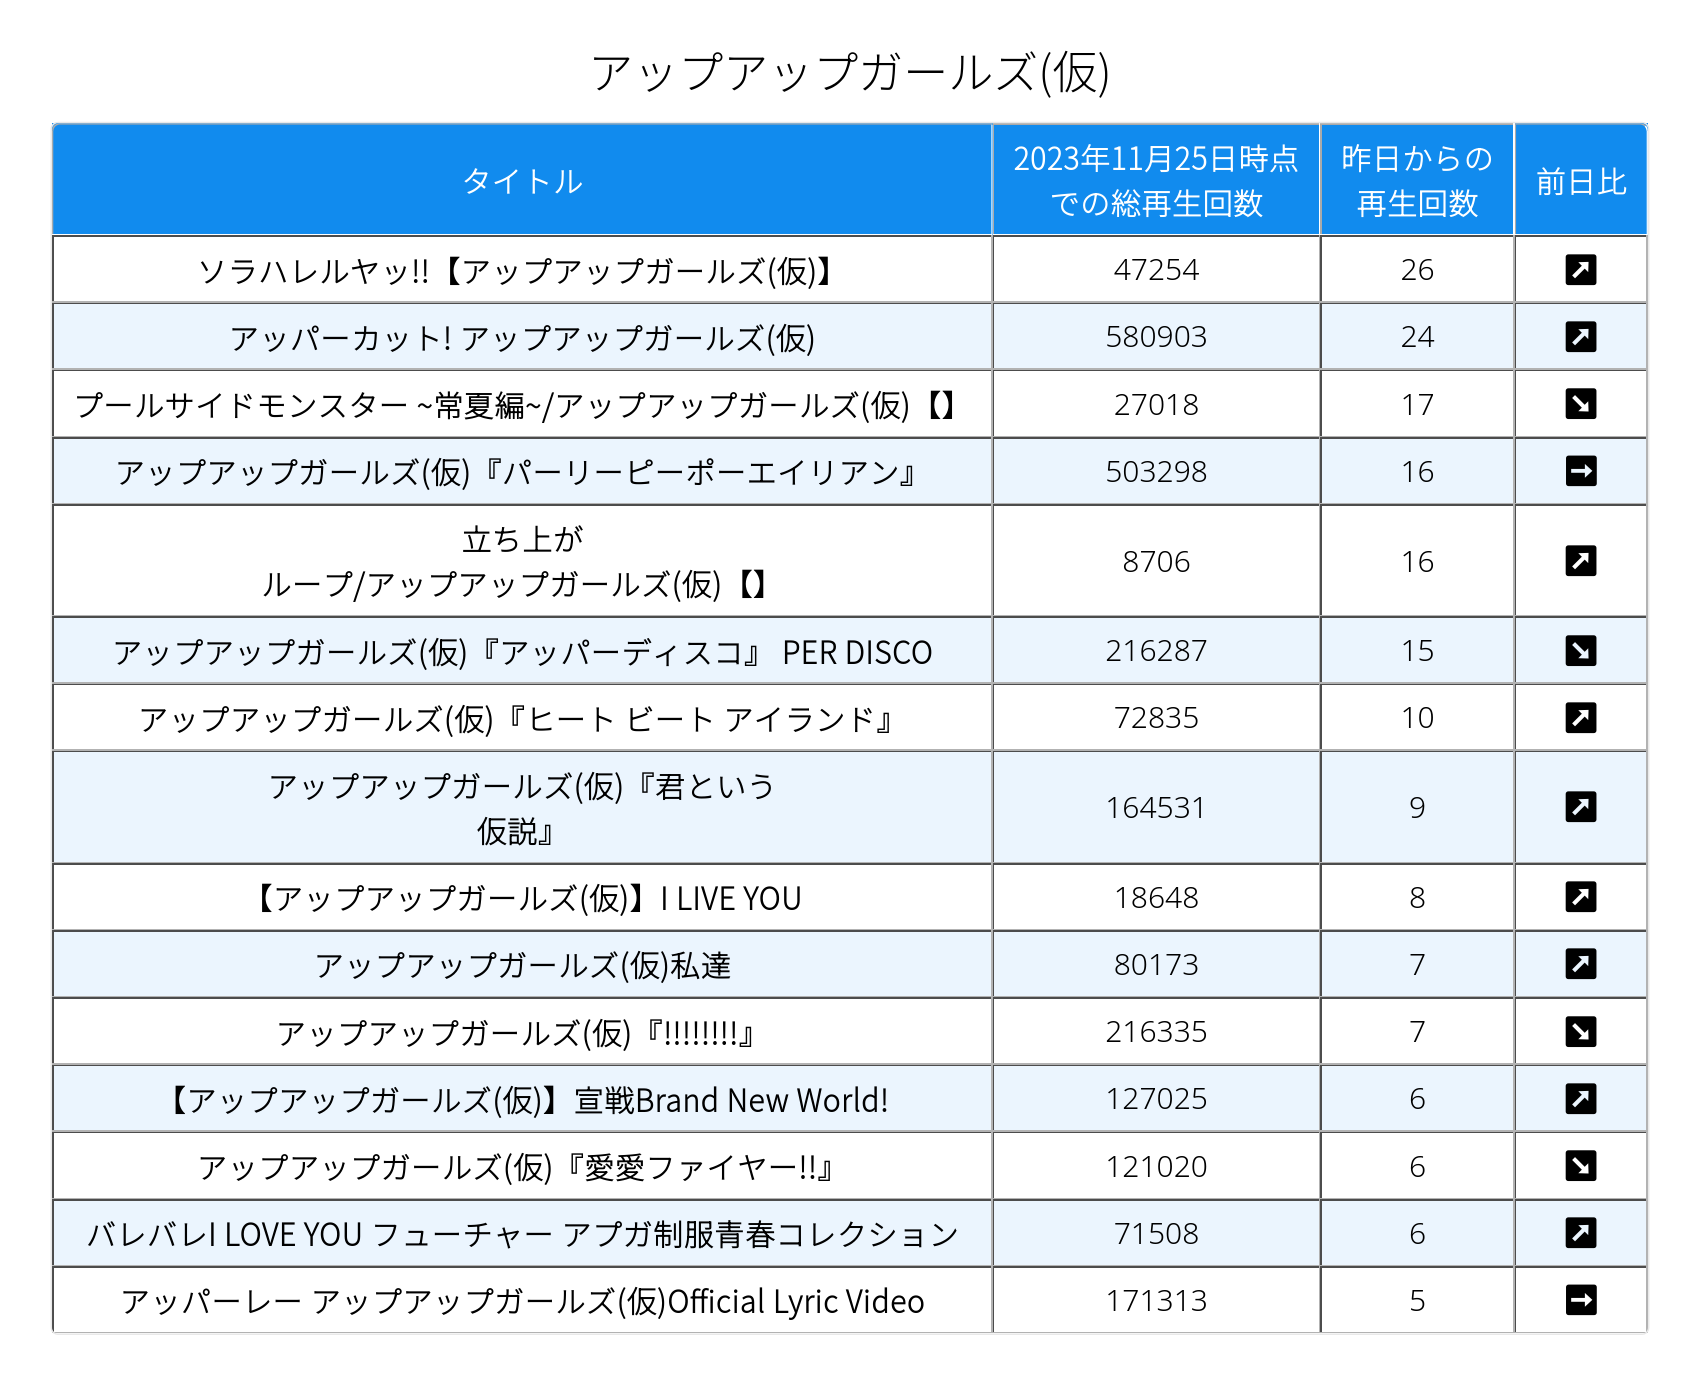 アップアップガールズ(仮)
タイトル
2023年11月25日時点
での総再生回数
昨日からの
再生回数
前日比
ソラハレルヤッ!!【アップアップガールズ(仮)】 47254 26
アッパーカット! アップアップガールズ(仮) 580903 24
プールサイドモンスター ~常夏編~/アップアップガールズ(仮)【】 27018 17
アップアップガールズ(仮)『パーリーピーポーエイリアン』 503298 16
立ち上が
ループ/アップアップガールズ(仮)【】 8706 16
アップアップガールズ(仮)『アッパーディスコ』 PER DISCO 216287 15
アップアップガールズ(仮)『ヒート ビート アイランド』 72835 10
アップアップガールズ(仮)『君という
仮説』 164531 9
【アップアップガールズ(仮)】I LIVE YOU 18648 8
アップアップガールズ(仮)私達 80173 7
アップアップガールズ(仮)『!!!!!!!!』 216335 7
【アップアップガールズ(仮)】宣戦Brand New World! 127025 6
アップアップガールズ(仮)『愛愛ファイヤー!!』 121020 6
バレバレI LOVE YOU フューチャー アプガ制服青春コレクション 71508 6
アッパーレー アップアップガールズ(仮)Official Lyric Video 171313 5